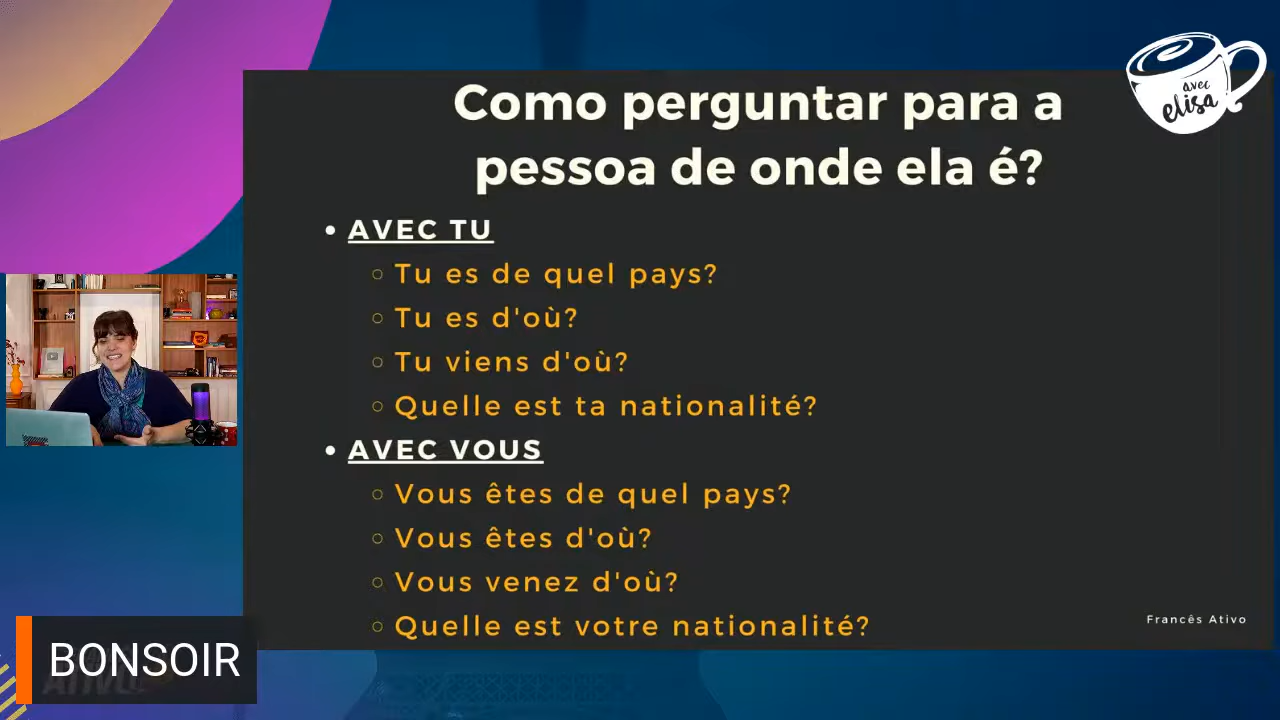 Como perguntar para a
pessoa de onde ela é?
avec
elisa
AVEC TU
Tu es de quel pays?
Tu es d'où?
Tu viens d'où?
Quelle est ta nationalité?
AVEC VOUS
Vous êtes de quel pays?
Vous êtes d'où?
Vous venez d'où?
Quelle est votre nationalité?
Francês Ativo
BONSOIR
ATIVO